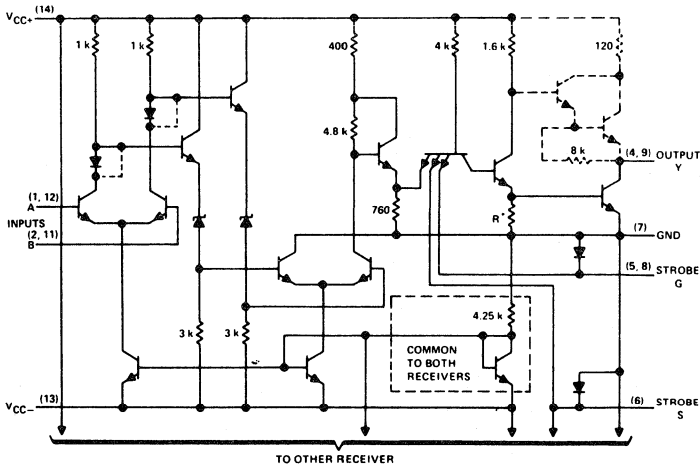 VCC+ (14)
1 k
1 k
400
4 k
1.6 k
120
4.8 k
8 k
(4, 9) OUTPUT
Y
(1, 12)
A
INPUTS
(2, 11)
B
760
R*
(7)
GND
(5, 8)
STROBE
G
3 k
3 k
4.25 k
COMMON
TO BOTH
RECEIVERS
VCC- (13)
(6)
STROBE
S
TO OTHER RECEIVER